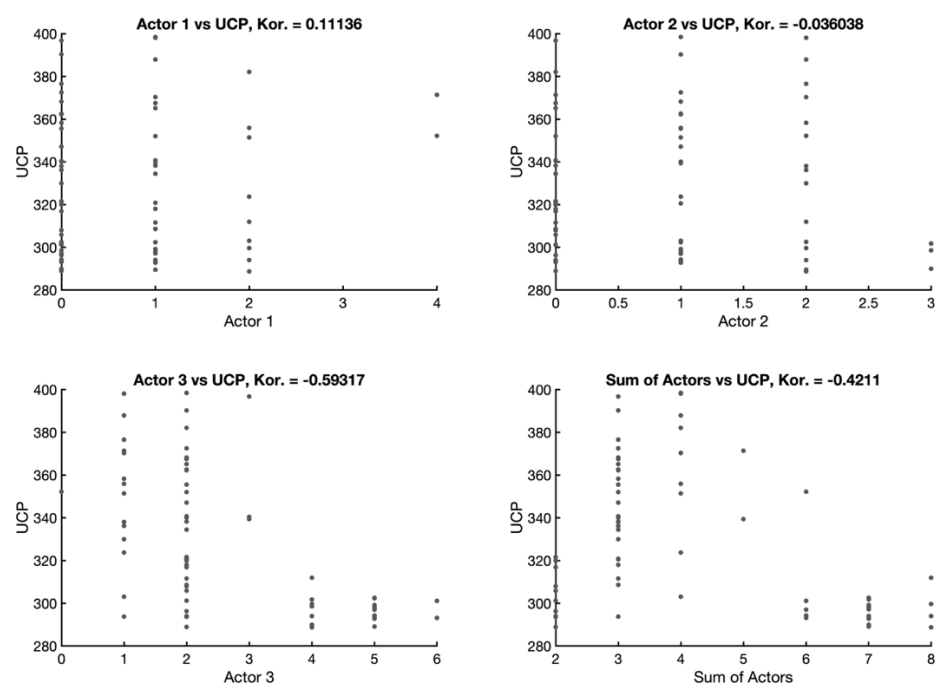 Actor 1 vs UCP, Kor. = 0.11136
400
380
360
340
320
300
280
UCP
0 1 2 3 4
Actor 1
Actor 2 vs UCP, Kor. = -0.036038
400
380
360
340
320
300
280
UCP
0 0.5 1 1.5 2 2.5 3
Actor 2
Actor 3 vs UCP, Kor. = -0.59317
400
380
360
340
320
300
280
UCP
0 1 2 3 4 5 6
Actor 3
Sum of Actors vs UCP, Kor. = -0.4211
400
380
360
340
320
300
280
UCP
2 3 4 5 6 7 8
Sum of Actors